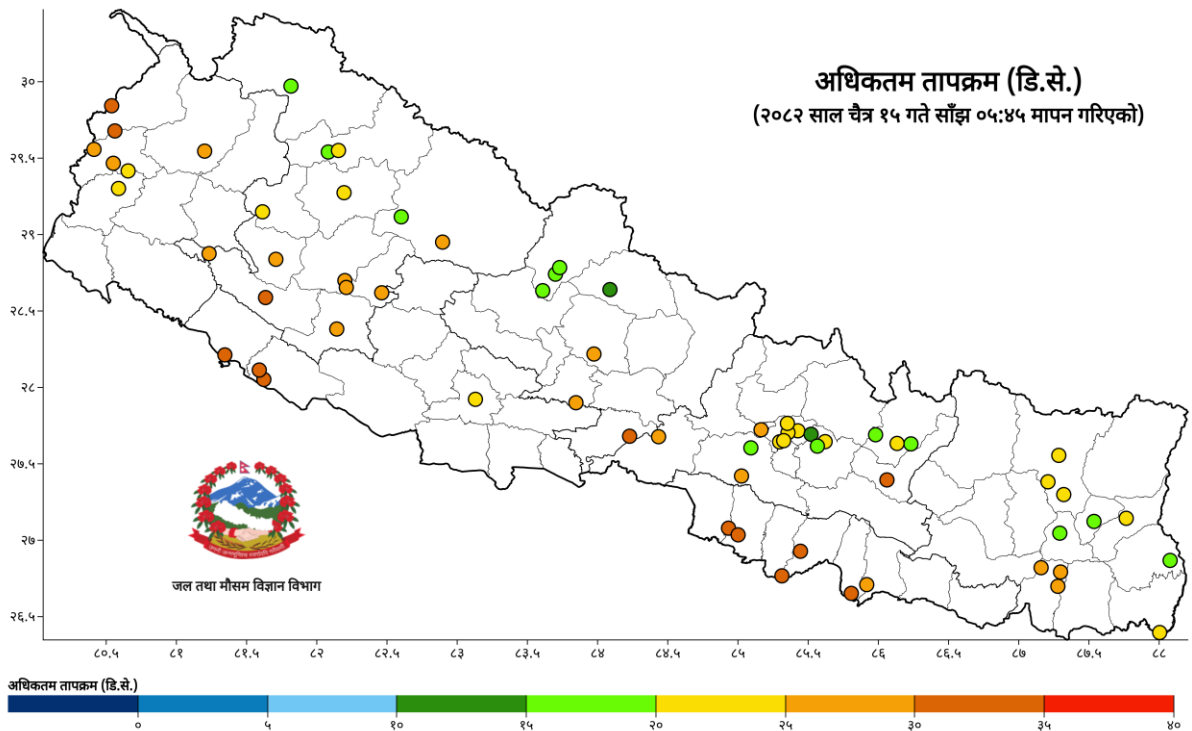 अधिकतम तापक्रम (डि.से.)
(२०८२ साल चैत्र १५ गते साँझ ०५:४५ मापन गरिएको)
३०
२९.५
२९
२८.५
२८
२७.५
२७
२६.५
जल तथा मौसम विज्ञान विभाग
८०.५ ८१ ८१.५ ८२ ८२.५ ८३ ८३.५ ८४ ८४.५ ८५ ८५.५ ८६ ८६.५ ८७ ८७.५ ८८
अधिकतम तापक्रम (डि.से.)
० ५ १० १५ २० २५ ३० ३५ ४०